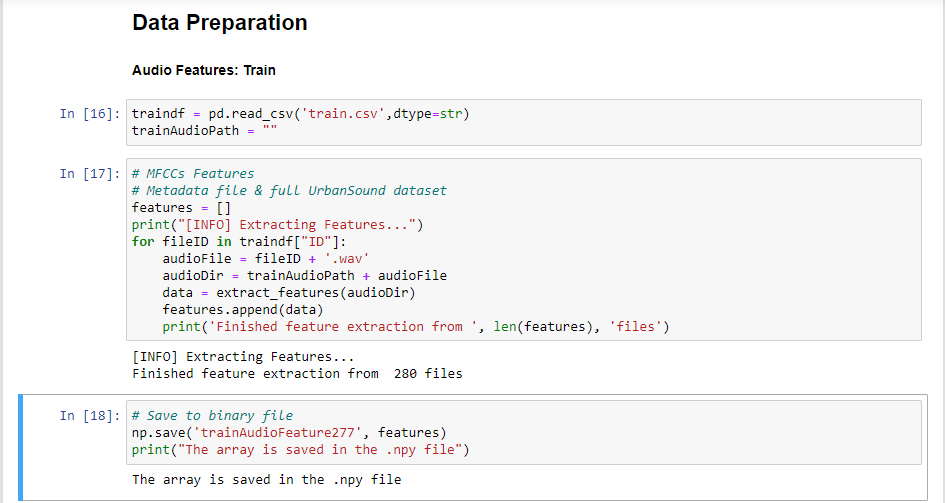 Data Preparation
Audio Features: Train
In [16]: traindf = pd.read_csv('train.csv',dtype=str)
trainAudioPath = ""
In [17]: # MFCCs Features
# Metadata file & full UrbanSound dataset
features = []
print("[INFO] Extracting Features...")
for fileID in traindf["ID"]:
    audioFile = fileID + '.wav'
    audioDir = trainAudioPath + audioFile
    data = extract_features(audioDir)
    features.append(data)
    print('Finished feature extraction from ', len(features), 'files')
[INFO] Extracting Features...
Finished feature extraction from  280 files
In [18]: # Save to binary file
np.save('trainAudioFeature277', features)
print("The array is saved in the .npy file")
The array is saved in the .npy file